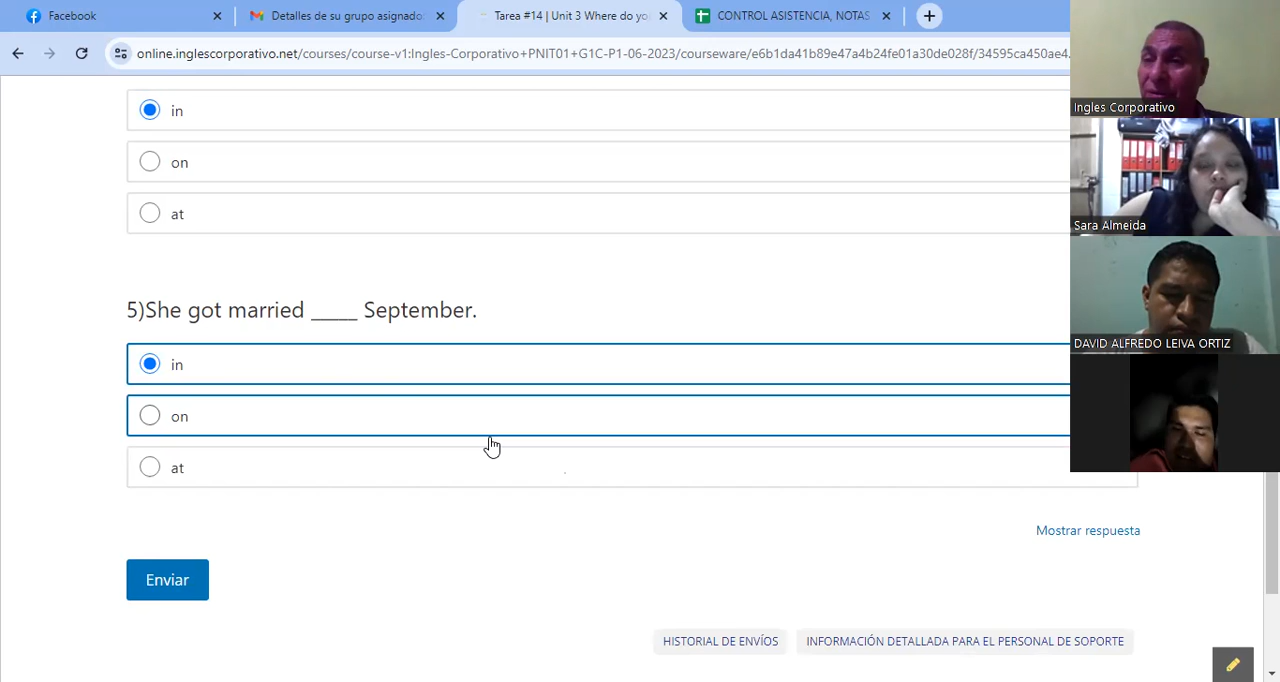 Facebook
Detalles de su grupo asignado
Tarea #14 | Unit 3 Where do yo
CONTROL ASISTENCIA, NOTAS
online.inglescorporativo.net/courses/course-v1:Ingles-Corporativo+PNIT01+G1C-P1-06-2023/courseware/e6b1da41b89e47a4b24fe01a30de028f/34595ca450ae4
Ingles Corporativo
Sara Almeida
DAVID ALFREDO LEIVA ORTIZ
in
on
at
5)She got married _____ September.
in
on
at
Mostrar respuesta
Enviar
HISTORIAL DE ENVÍOS
INFORMACIÓN DETALLADA PARA EL PERSONAL DE SOPORTE